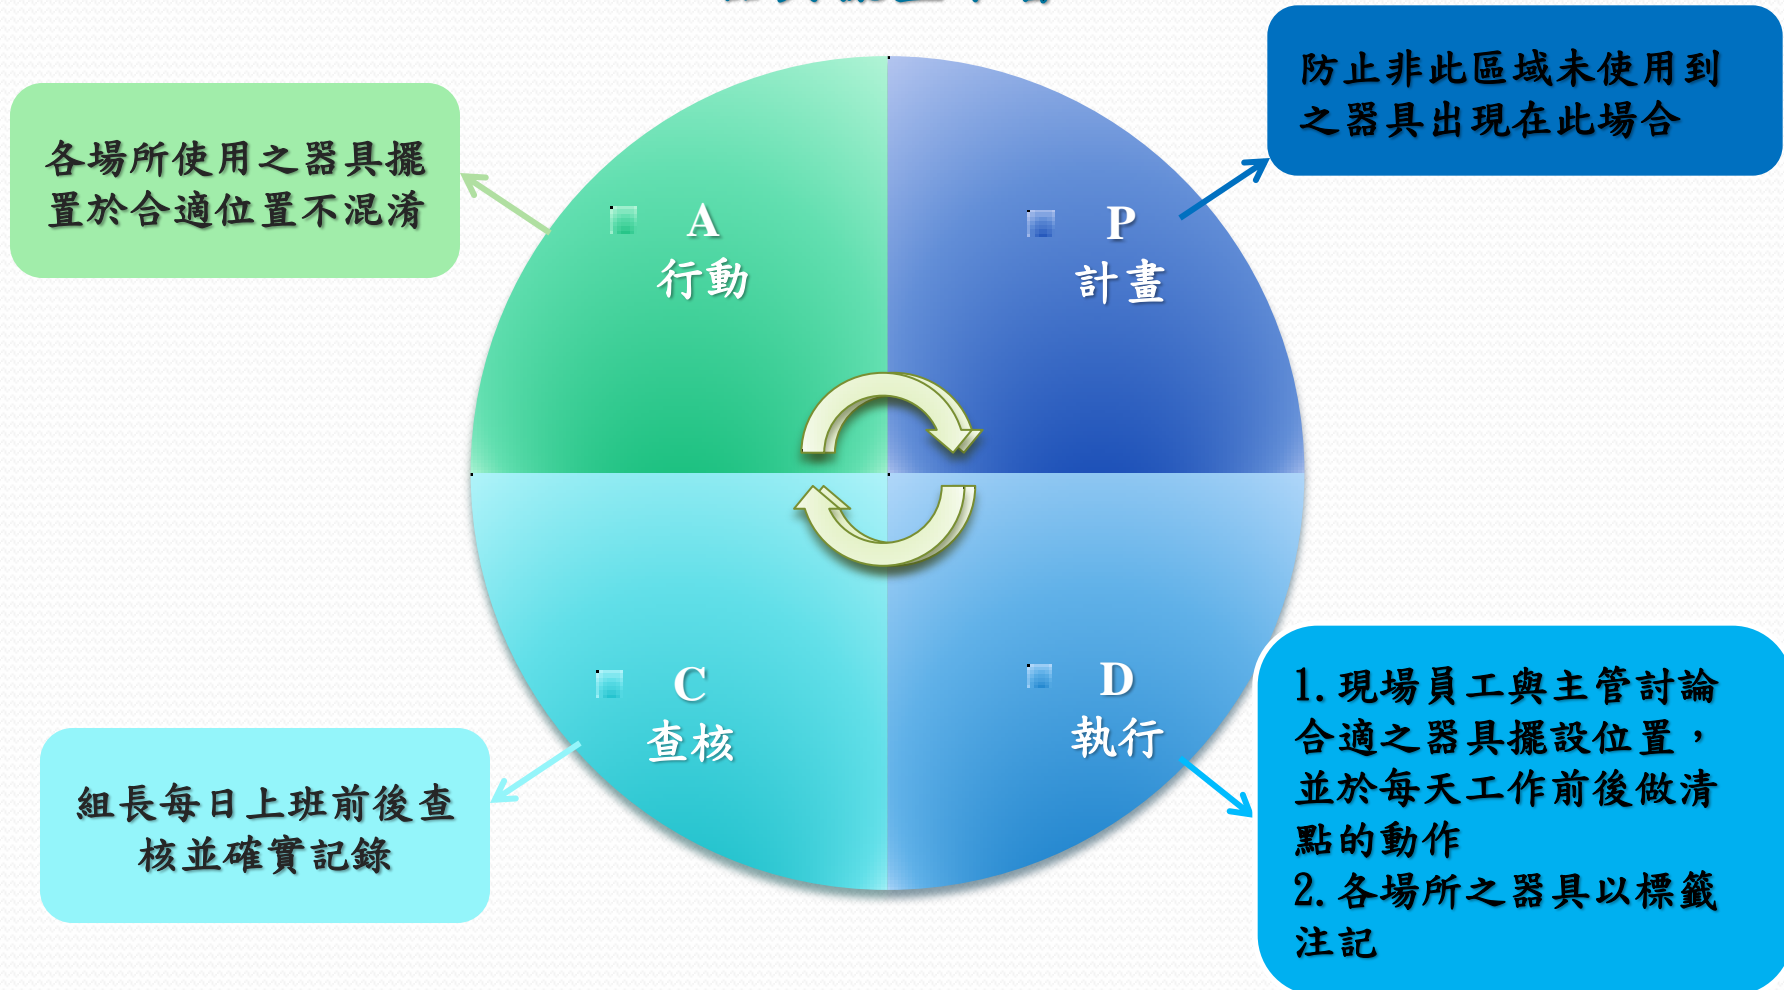 防止非此區域未使用到
之器具出現在此場合
各場所使用之器具擺
置於合適位置不混淆
A
行動
P
計畫
C
查核
D
執行
1.現場員工與主管討論
合適之器具擺設位置，
並於每天工作前後做清
點的動作
2.各場所之器具以標籤
注記
組長每日上班前後查
核並確實記錄